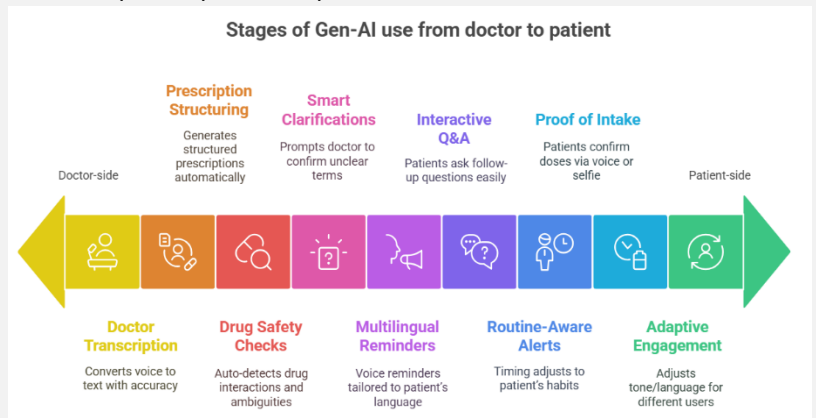 Stages of Gen-AI use from doctor to patient
Prescription
Structuring
Generates
structured
prescriptions
automatically
Smart
Clarifications
Prompts doctor to
confirm unclear
terms
Interactive
Q&A
Patients ask follow-
up questions easily
Proof of Intake
Patients confirm
doses via voice or
selfie
Doctor-side
Patient-side
Doctor
Transcription
Converts voice to
text with accuracy
Drug Safety
Checks
Auto-detects drug
interactions and
ambiguities
Multilingual
Reminders
Voice reminders
tailored to patient's
language
Routine-Aware
Alerts
Timing adjusts to
patient's habits
Adaptive
Engagement
Adjusts
tone/language for
different users